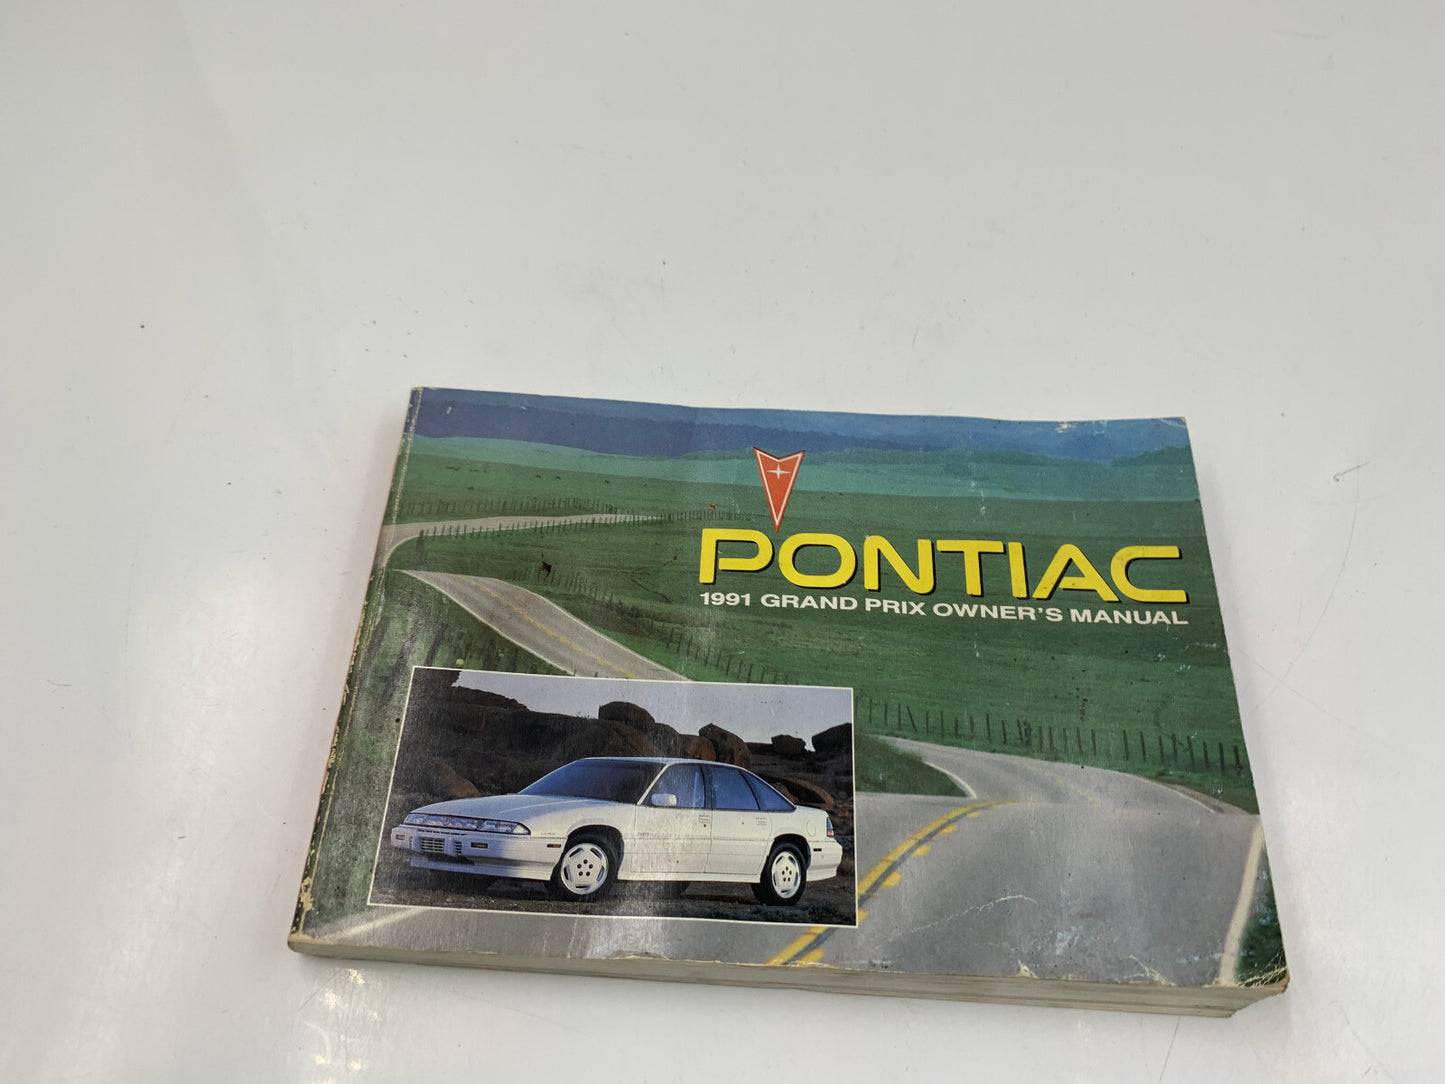 PONTIAC
1991 GRAND PRIX OWNER'S MANUAL